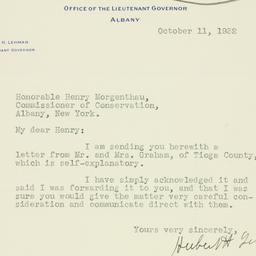 OFFICE OF THE LIEUTENANT GOVERNOR
ALBANY
October 11, 1932
H. LEHMAN
NANT GOVERNOR
Honorable Henry Morgenthau,
Commissioner of Conservation,
Albany, New York.
My dear Henry:
I am sending you herewith a
letter from Mr. and Mrs. Graham, of Tioga County,
which is self-explanatory.
I have simply acknowledged it and
said I was forwarding it to you, and that I was
sure you would give the matter very careful con-
sideration and communicate direct with them.
Yours very sincerely,
Herbert H